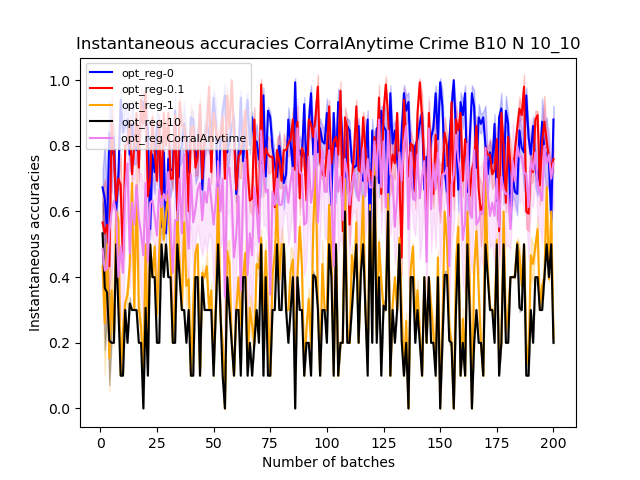 Instantaneous accuracies CorralAnytime Crime B10 N 10_10
opt_reg-0
opt_reg-0.1
opt_reg-1
opt_reg-10
opt_reg CorralAnytime
Instantaneous accuracies
1.0
0.8
0.6
0.4
0.2
0.0
0 25 50 75 100 125 150 175 200
Number of batches